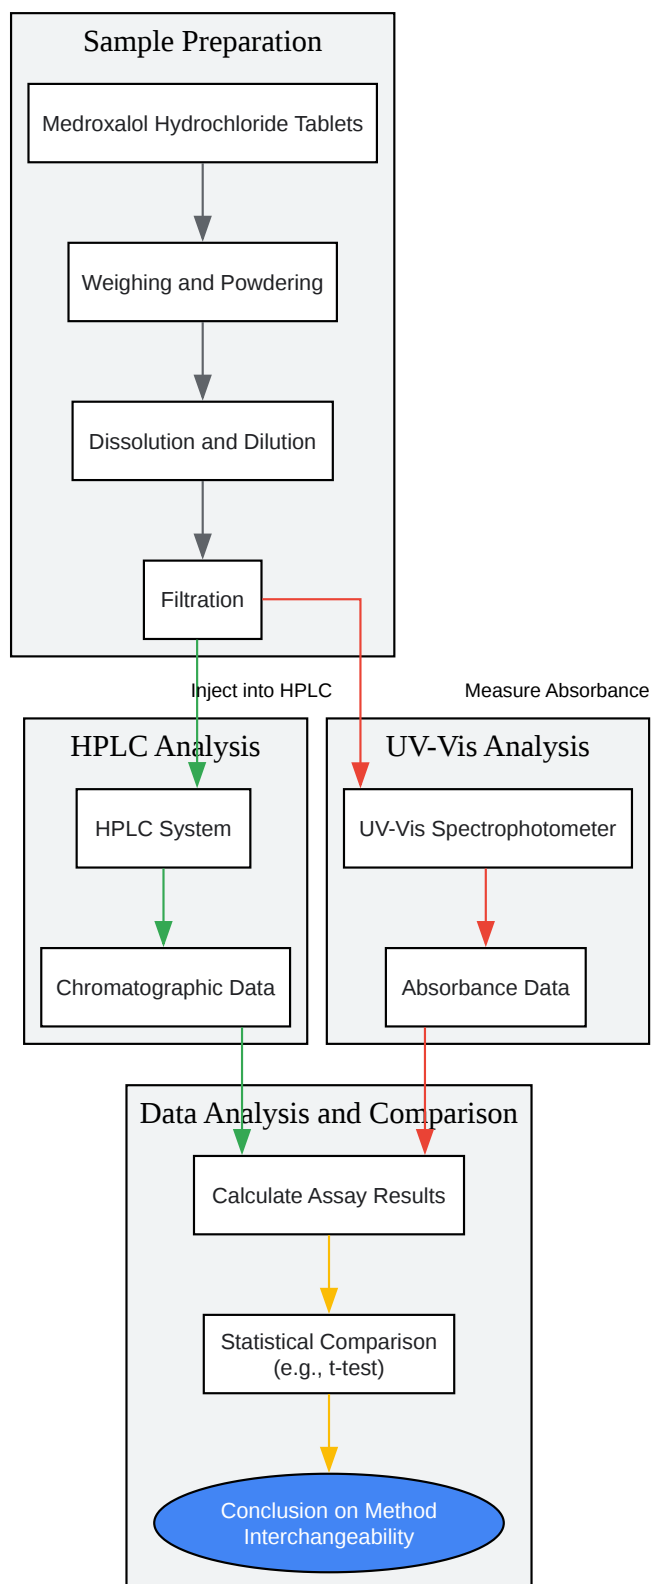 Sample Preparation
Medroxalol Hydrochloride Tablets
Weighing and Powdering
Dissolution and Dilution
Filtration
Inject into HPLC
Measure Absorbance
HPLC Analysis
UV-Vis Analysis
HPLC System
UV-Vis Spectrophotometer
Chromatographic Data
Absorbance Data
Data Analysis and Comparison
Calculate Assay Results
Statistical Comparison
(e.g., t-test)
Conclusion on Method
Interchangeability